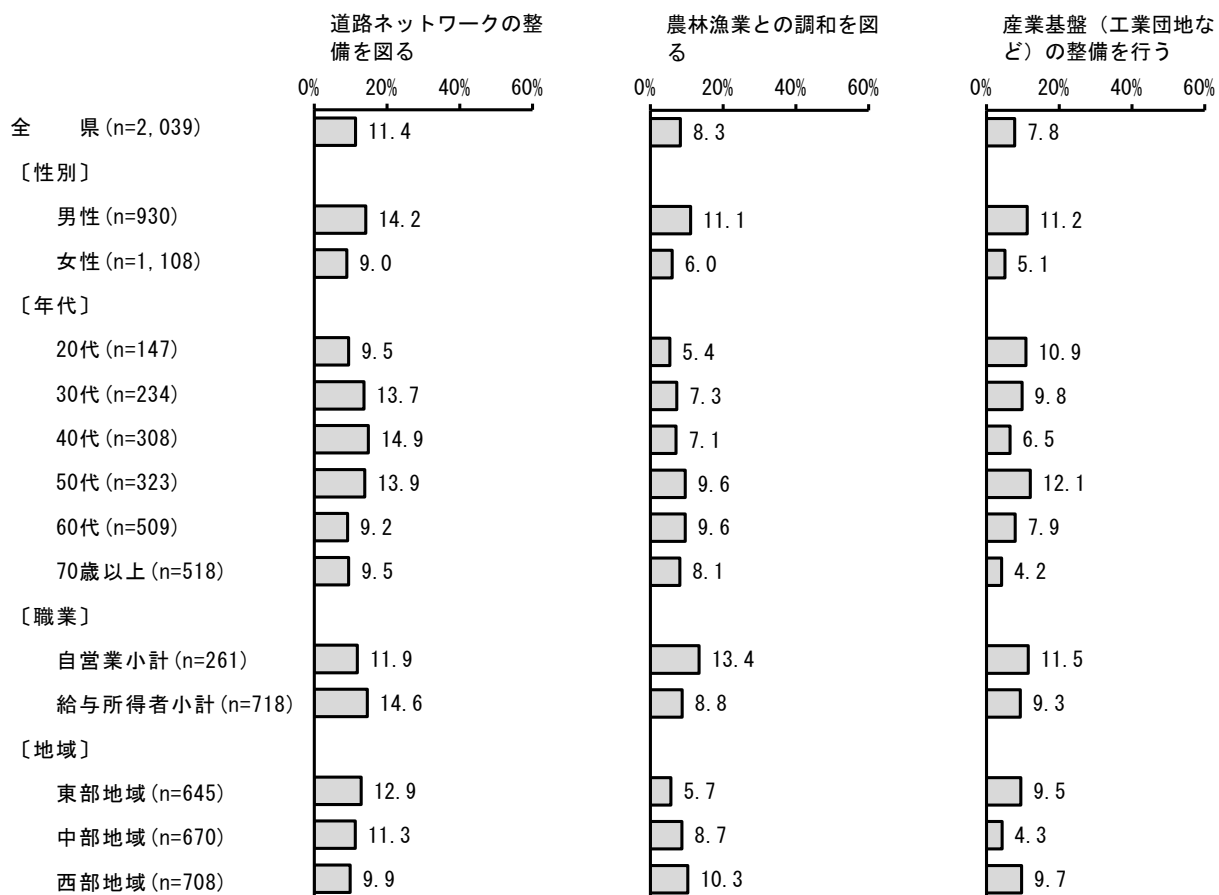 道路ネットワークの整
備を図る
農林漁業との調和を図
る
産業基盤（工業団地な
ど）の整備を行う
0% 20% 40% 60% 0% 20% 40% 60% 0% 20% 40% 60%
全　　県(n=2,039) 11.4 8.3 7.8
〔性別〕
男性(n=930) 14.2 11.1 11.2
女性(n=1,108) 9.0 6.0 5.1
〔年代〕
20代(n=147) 9.5 5.4 10.9
30代(n=234) 13.7 7.3 9.8
40代(n=308) 14.9 7.1 6.5
50代(n=323) 13.9 9.6 12.1
60代(n=509) 9.2 9.6 7.9
70歳以上(n=518) 9.5 8.1 4.2
〔職業〕
自営業小計(n=261) 11.9 13.4 11.5
給与所得者小計(n=718) 14.6 8.8 9.3
〔地域〕
東部地域(n=645) 12.9 5.7 9.5
中部地域(n=670) 11.3 8.7 4.3
西部地域(n=708) 9.9 10.3 9.7